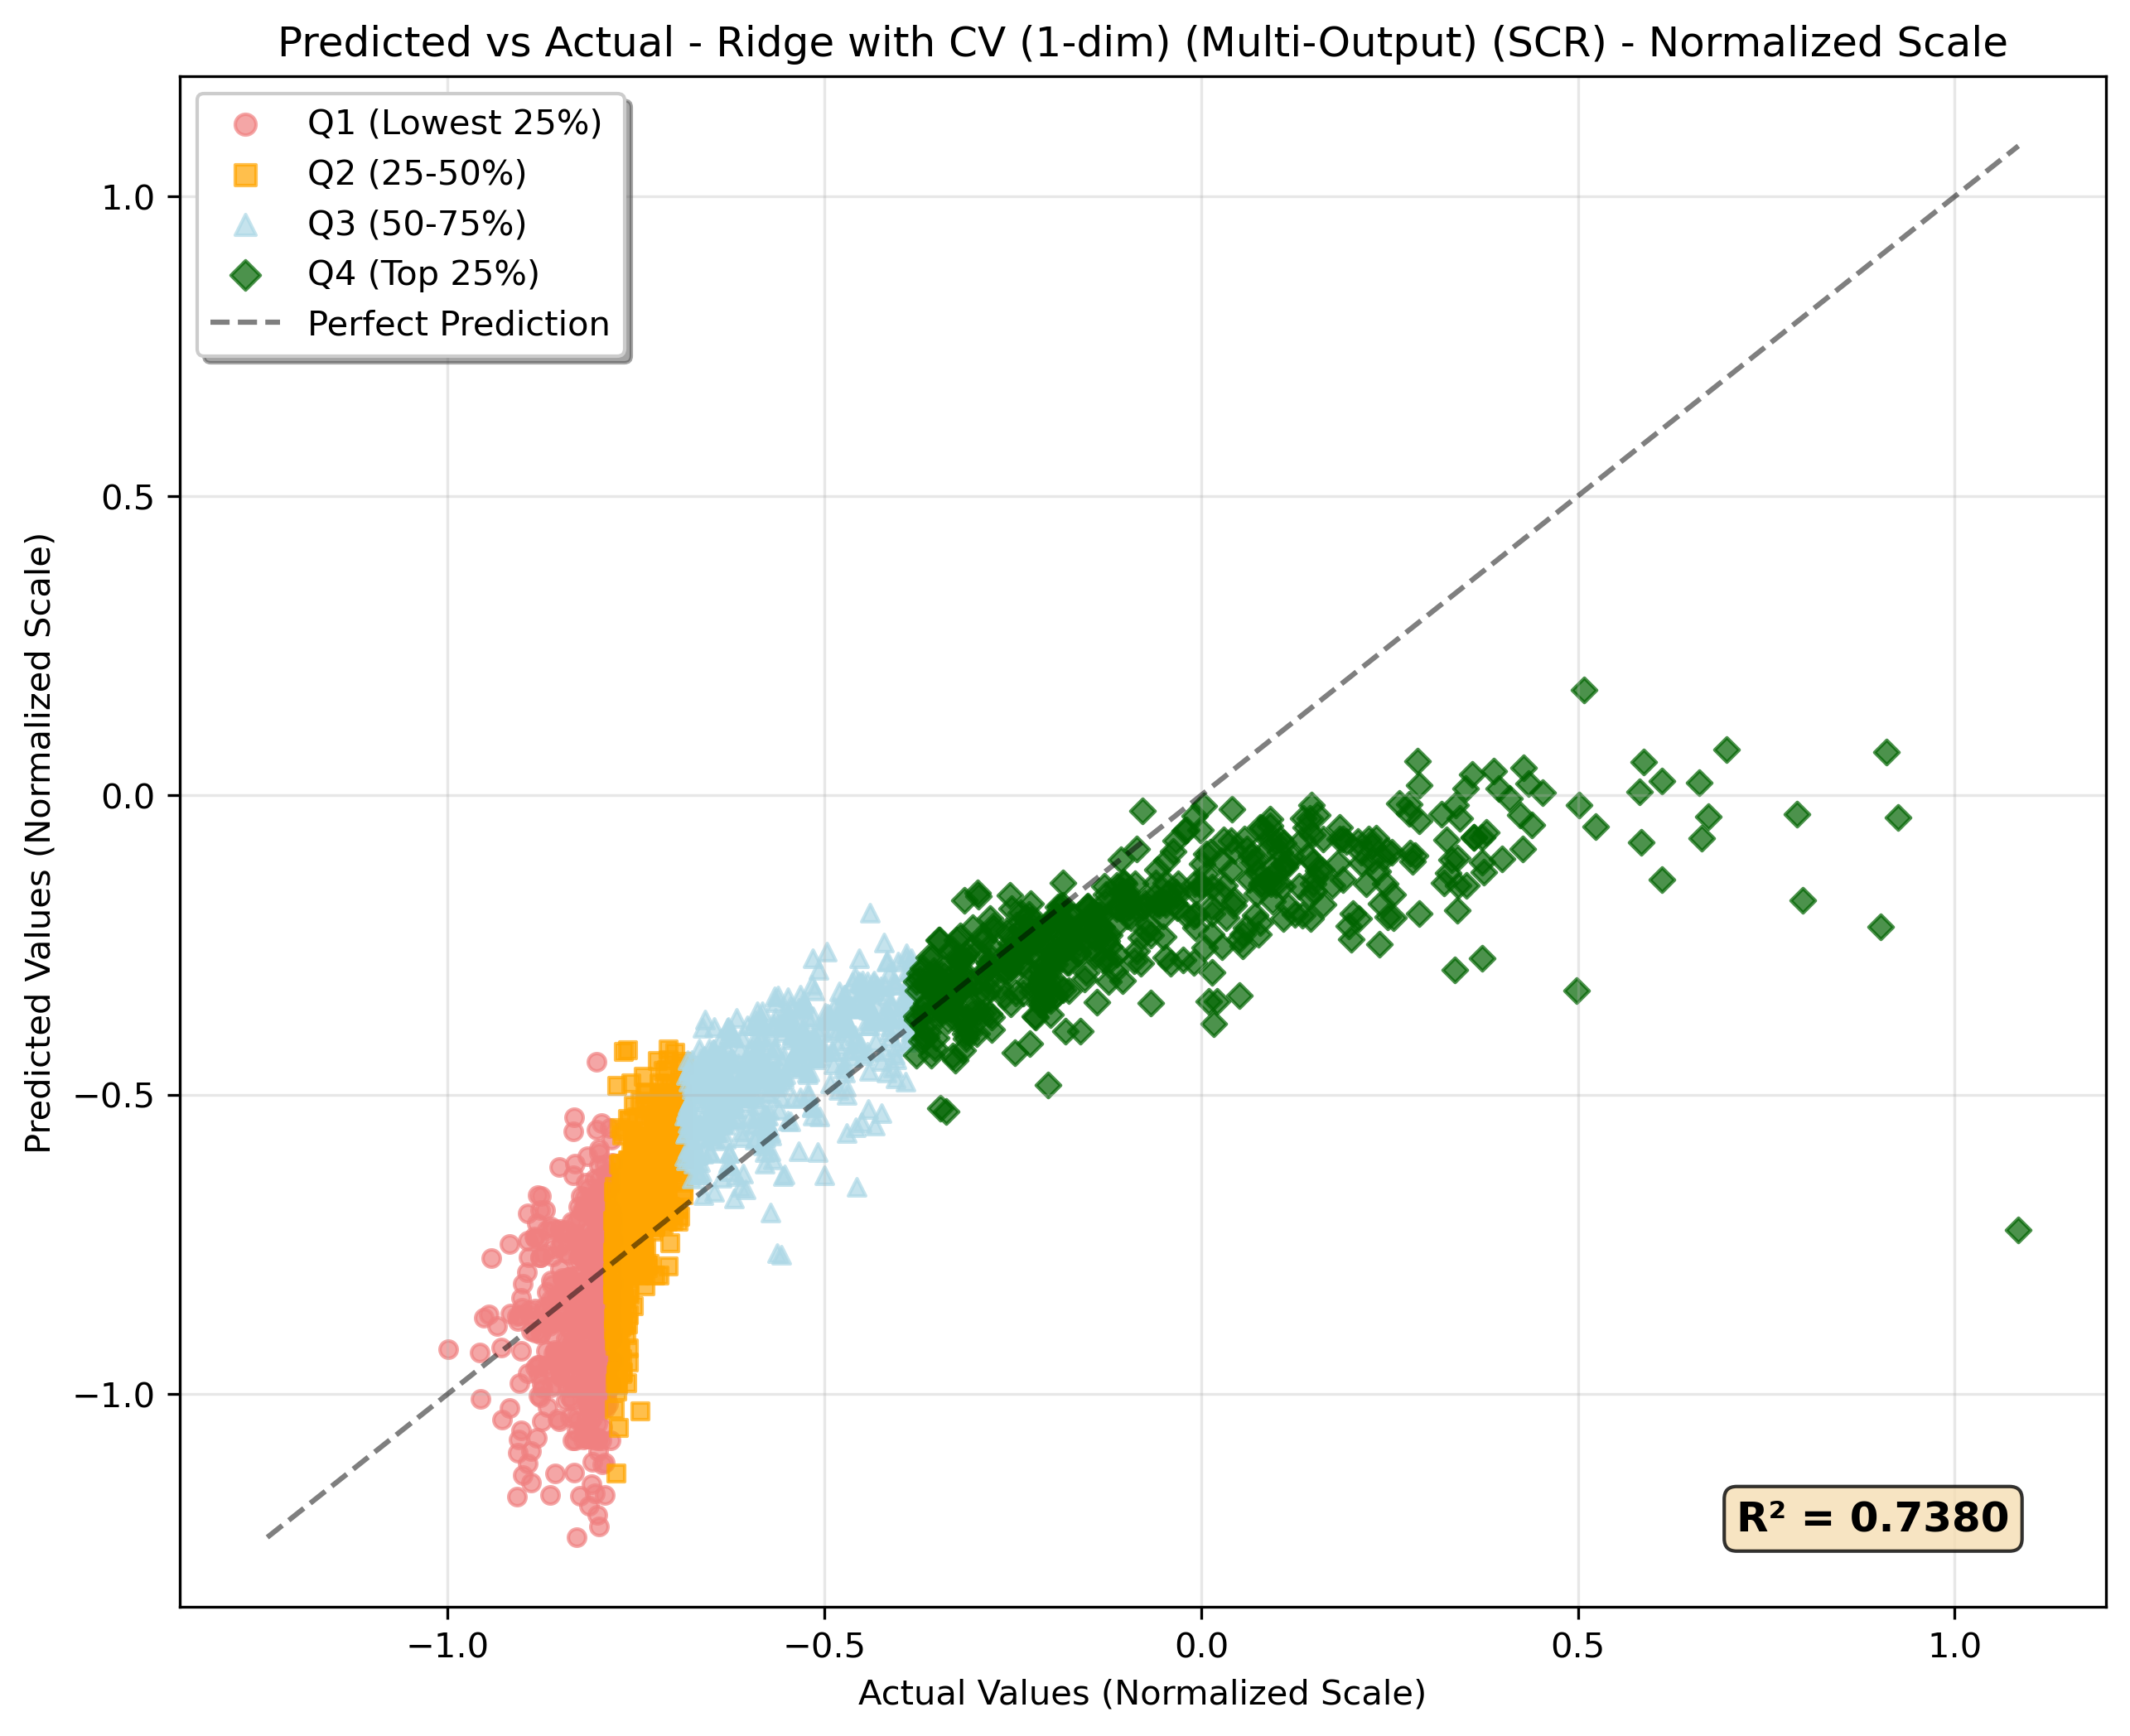 Predicted vs Actual - Ridge with CV (1-dim) (Multi-Output) (SCR) - Normalized Scale
Q1 (Lowest 25%)
Q2 (25-50%)
Q3 (50-75%)
Q4 (Top 25%)
Perfect Prediction
Predicted Values (Normalized Scale)
1.0
0.5
0.0
−0.5
−1.0
R² = 0.7380
−1.0
−0.5
0.0
0.5
1.0
Actual Values (Normalized Scale)